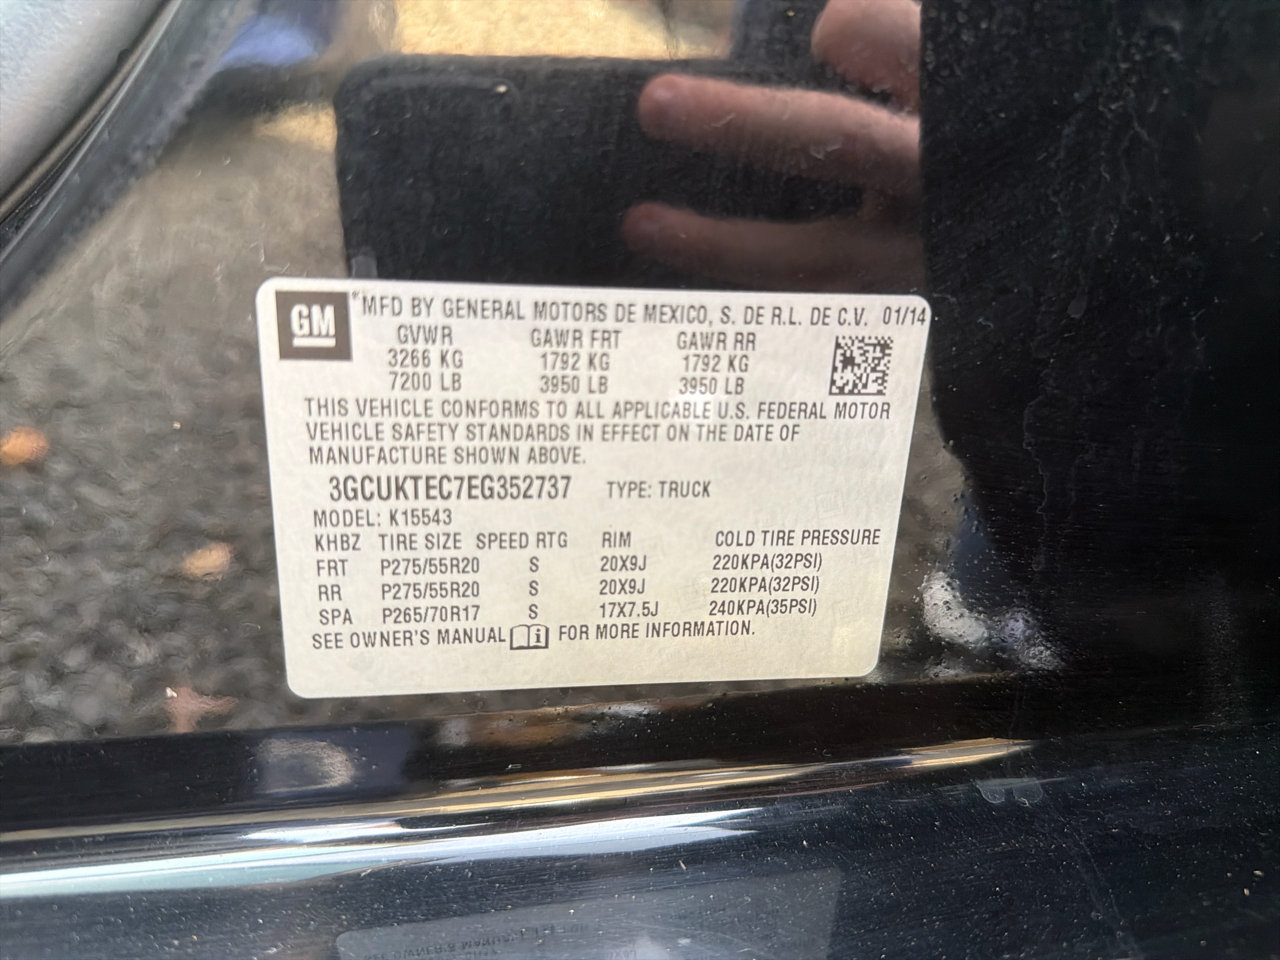 GM ®MFD BY GENERAL MOTORS DE MEXICO, S. DE R.L. DE C.V. 01/14
GVWR GAWR FRT GAWR RR
3266 KG 1792 KG 1792 KG
7200 LB 3950 LB 3950 LB
THIS VEHICLE CONFORMS TO ALL APPLICABLE U.S. FEDERAL MOTOR
VEHICLE SAFETY STANDARDS IN EFFECT ON THE DATE OF
MANUFACTURE SHOWN ABOVE.
3GCUKTEC7EG352737 TYPE: TRUCK
MODEL: K15543
KHBZ TIRE SIZE SPEED RTG RIM COLD TIRE PRESSURE
FRT P275/55R20 S 20X9J 220KPA(32PSI)
RR P275/55R20 S 20X9J 220KPA(32PSI)
SPA P265/70R17 S 17X7.5J 240KPA(35PSI)
SEE OWNER'S MANUAL FOR MORE INFORMATION.